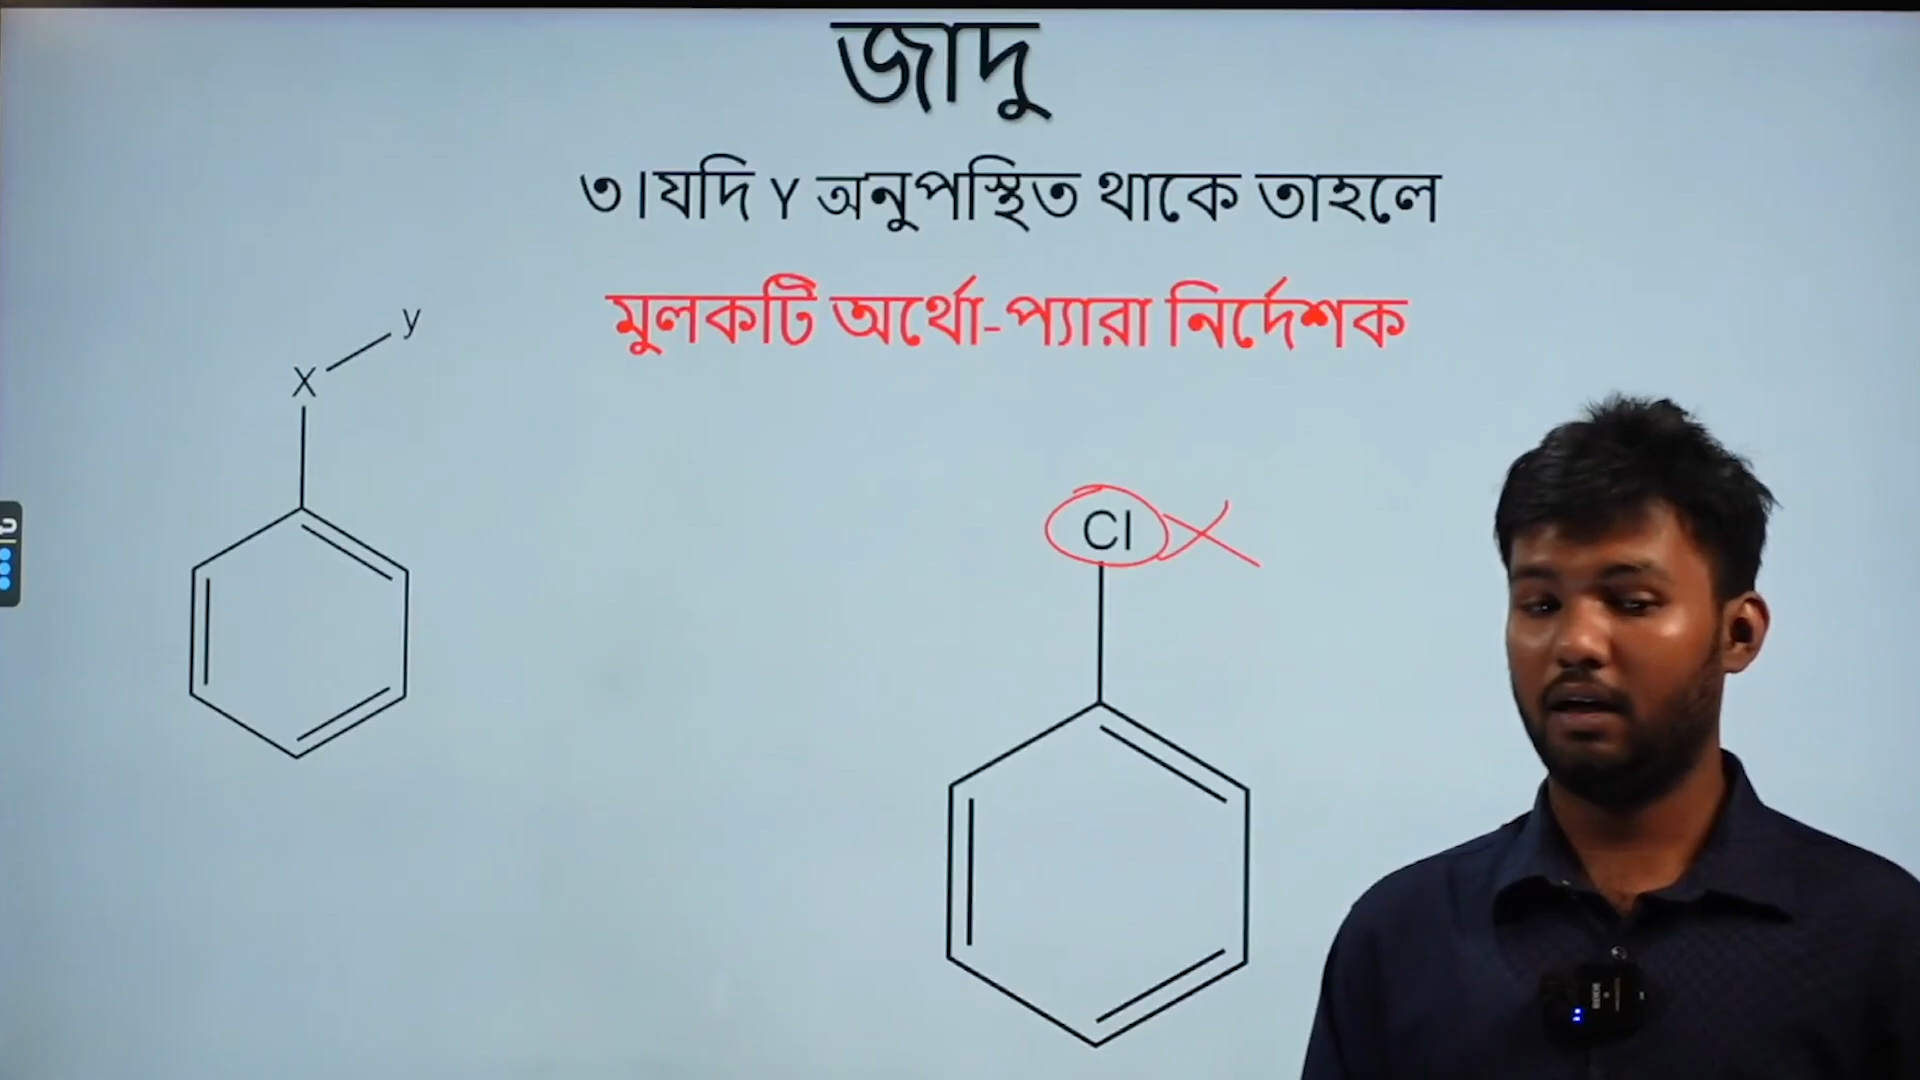 জাদু
৩।যদি Y অনুপস্থিত থাকে তাহলে
মুলকটি অর্থো-প্যারা নির্দেশক
y
X
Cl